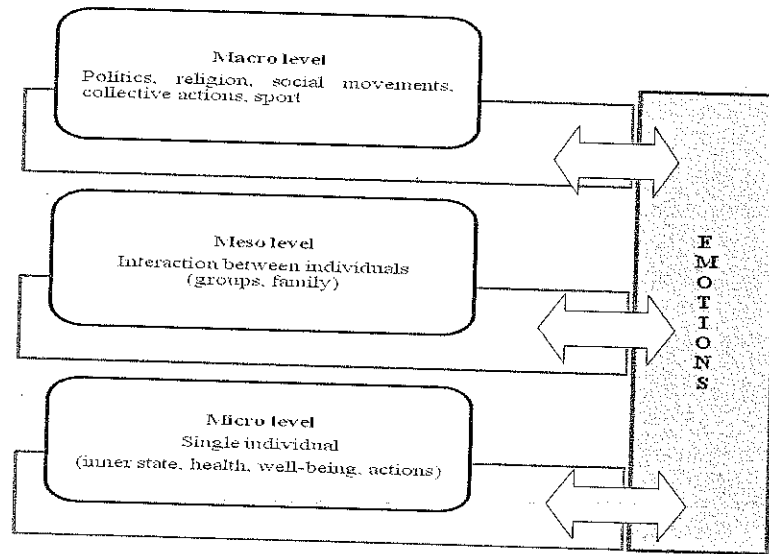 Macro level
Politics, religion, social movements,
collective actions, sport
Meso level
Interaction between individuals
(groups, family)
Micro level
Single individual
(inner state, health, well-being, actions)
EMOTIONS